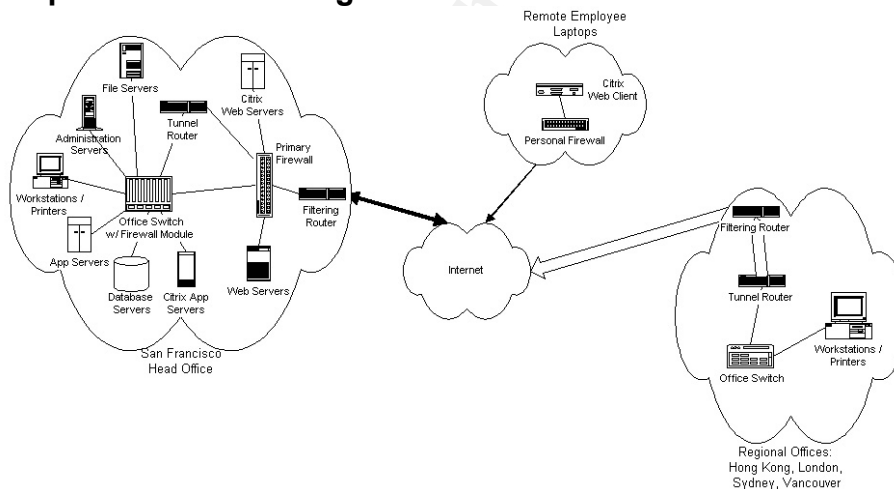 Remote Employee
Laptops
File Servers
Citrix
Web Servers
Citrix
Web Client
Tunnel
Router
Administration
Servers
Primary
Firewall
Personal Firewall
Workstations /
Printers
Office Switch
w/ Firewall Module
Filtering
Router
Filtering Router
App Servers
Internet
Database
Servers
Citrix App
Servers
Web Servers
Tunnel Router
San Francisco
Head Office
Office Switch
Workstations /
Printers
Regional Offices:
Hong Kong, London,
Sydney, Vancouver